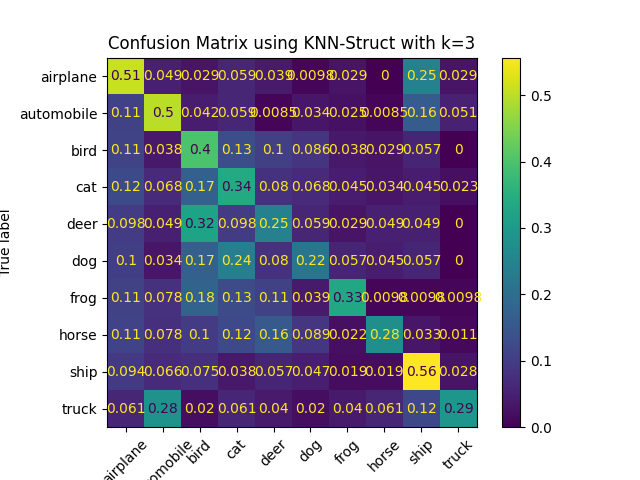 Confusion Matrix using KNN-Struct with k=3
True label
airplane 0.51 0.049 0.029 0.059 0.039 0.0098 0.029 0 0.25 0.029
automobile 0.11 0.5 0.042 0.059 0.0085 0.034 0.025 0.0085 0.16 0.051
bird 0.11 0.038 0.4 0.13 0.1 0.086 0.038 0.029 0.057 0
cat 0.12 0.068 0.17 0.34 0.08 0.068 0.045 0.034 0.045 0.023
deer 0.098 0.049 0.32 0.098 0.25 0.059 0.029 0.049 0.049 0
dog 0.1 0.034 0.17 0.24 0.08 0.22 0.057 0.045 0.057 0
frog 0.11 0.078 0.18 0.13 0.11 0.039 0.33 0.0098 0.0098 0.0098
horse 0.11 0.078 0.1 0.12 0.16 0.089 0.022 0.28 0.033 0.011
ship 0.094 0.066 0.075 0.038 0.057 0.047 0.019 0.019 0.56 0.028
truck 0.061 0.28 0.02 0.061 0.04 0.02 0.04 0.061 0.12 0.29
airplane omobile bird cat deer dog frog horse ship truck
0.5
0.4
0.3
0.2
0.1
0.0